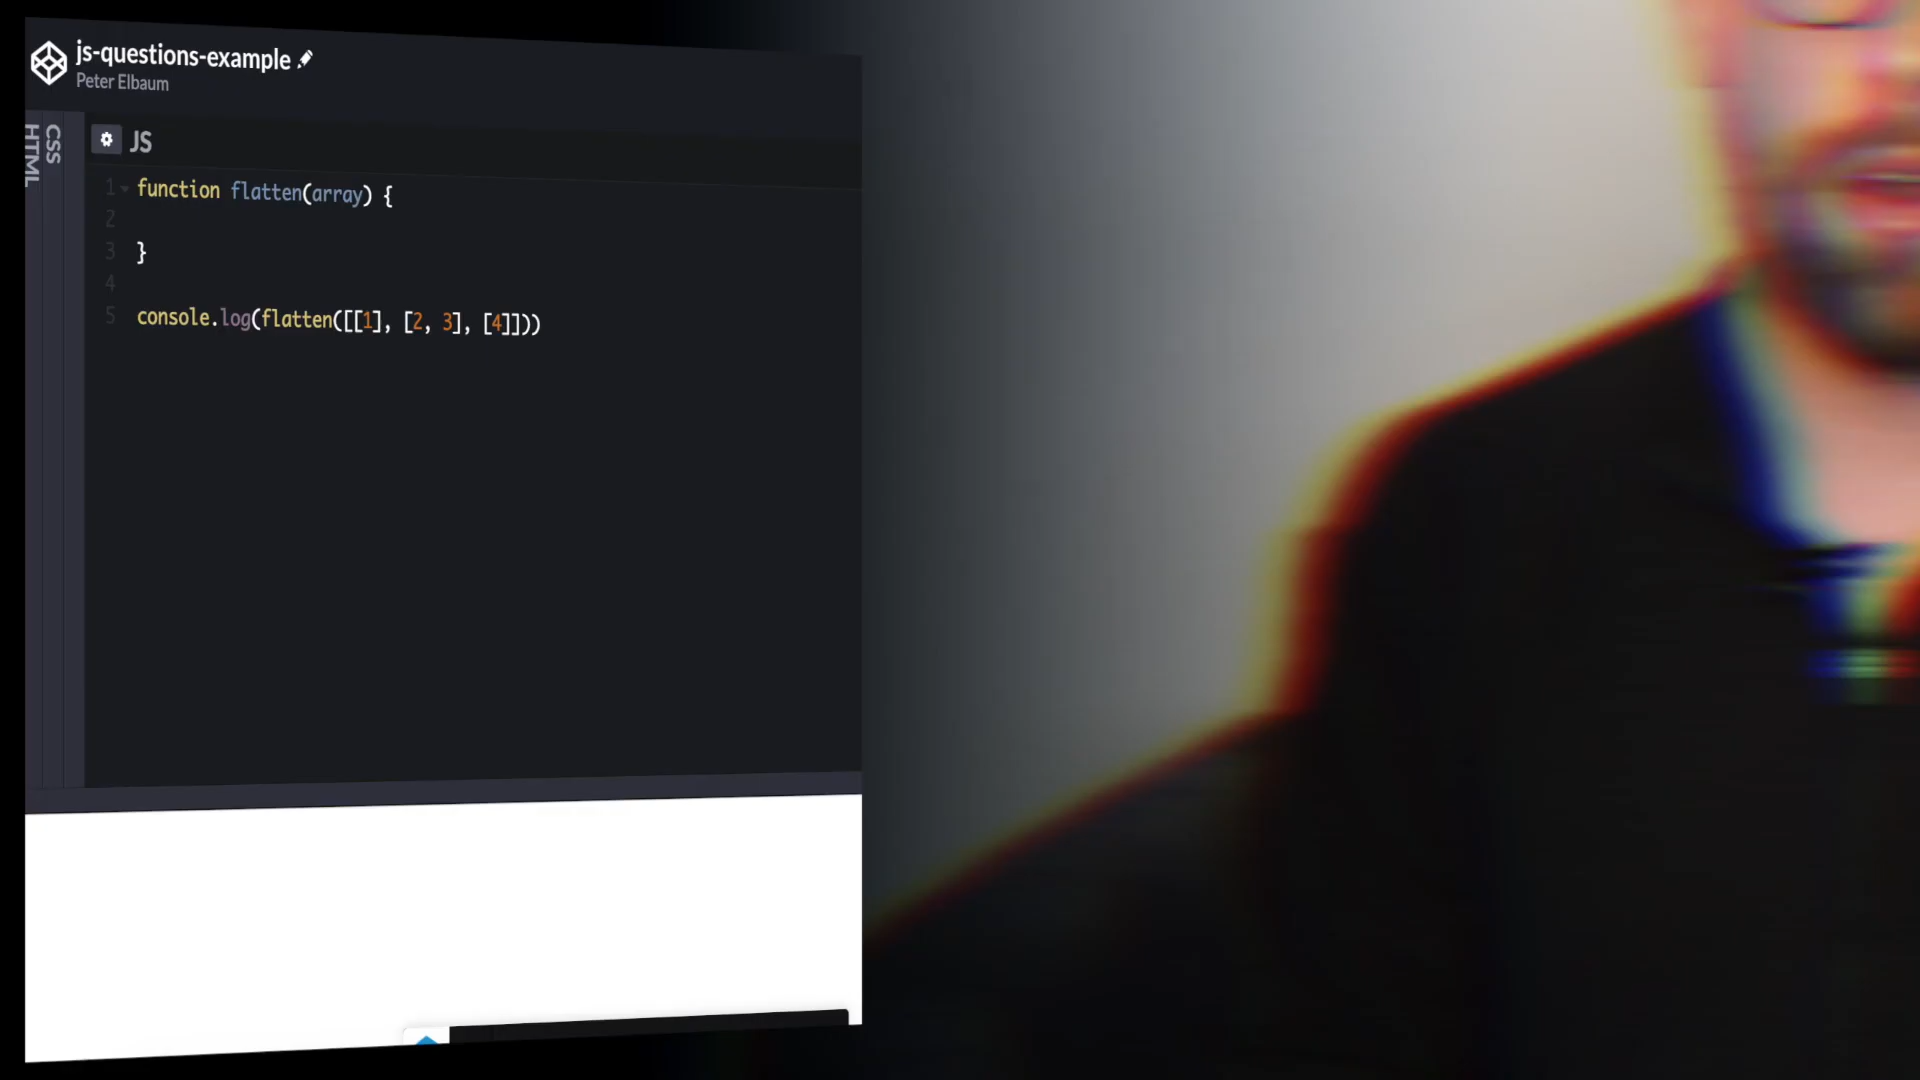 js-questions-example
Peter Elbaum
HTML
CSS
JS
1 function flatten(array) {
2
3 }
4
5 console.log(flatten([[1], [2, 3], [4]]))